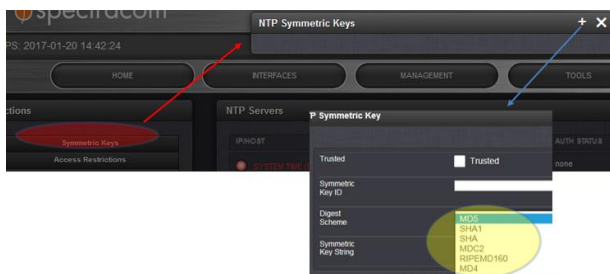 spectracom
NTP Symmetric Keys
+ ×
PS: 2017-01-20 14:42:24
HOME
INTERFACES
MANAGEMENT
TOOLS
ctions
NTP Servers
P Symmetric Key
Symmetric Keys
IP/HOST
AUTH STATUS
Access Restrictions
SYSTEM TIME
none
Trusted
Trusted
Symmetric
Key ID
Digest
Scheme
MD5
SHA1
SHA
MDC2
RIPEMD160
MD4
Symmetric
Key String